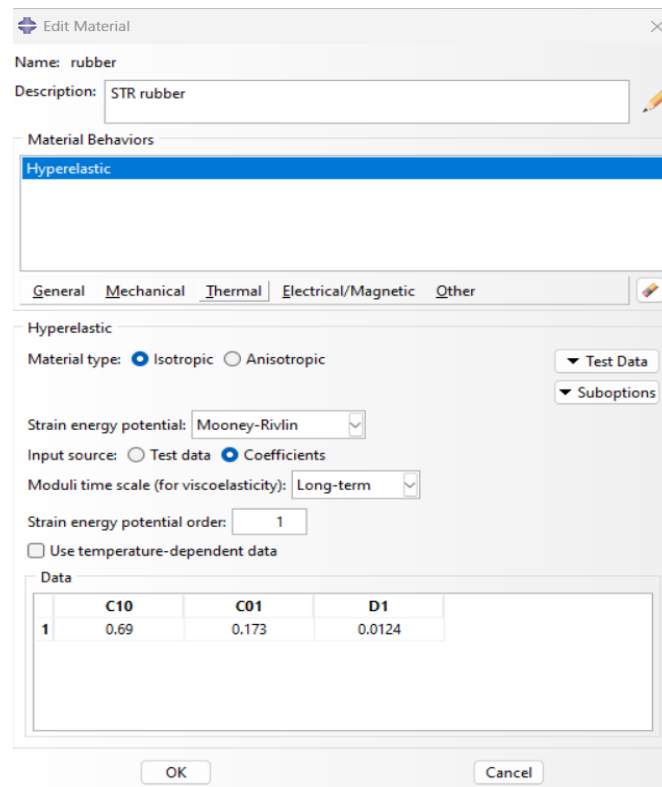 Edit Material
Name: rubber
Description: STR rubber
Material Behaviors
Hyperelastic
General Mechanical Thermal Electrical/Magnetic Other
Hyperelastic
Material type: Isotropic Anisotropic
Test Data
Suboptions
Strain energy potential: Mooney-Rivlin
Input source: Test data Coefficients
Moduli time scale (for viscoelasticity): Long-term
Strain energy potential order: 1
Use temperature-dependent data
Data
C10 C01 D1
1 0.69 0.173 0.0124
OK Cancel